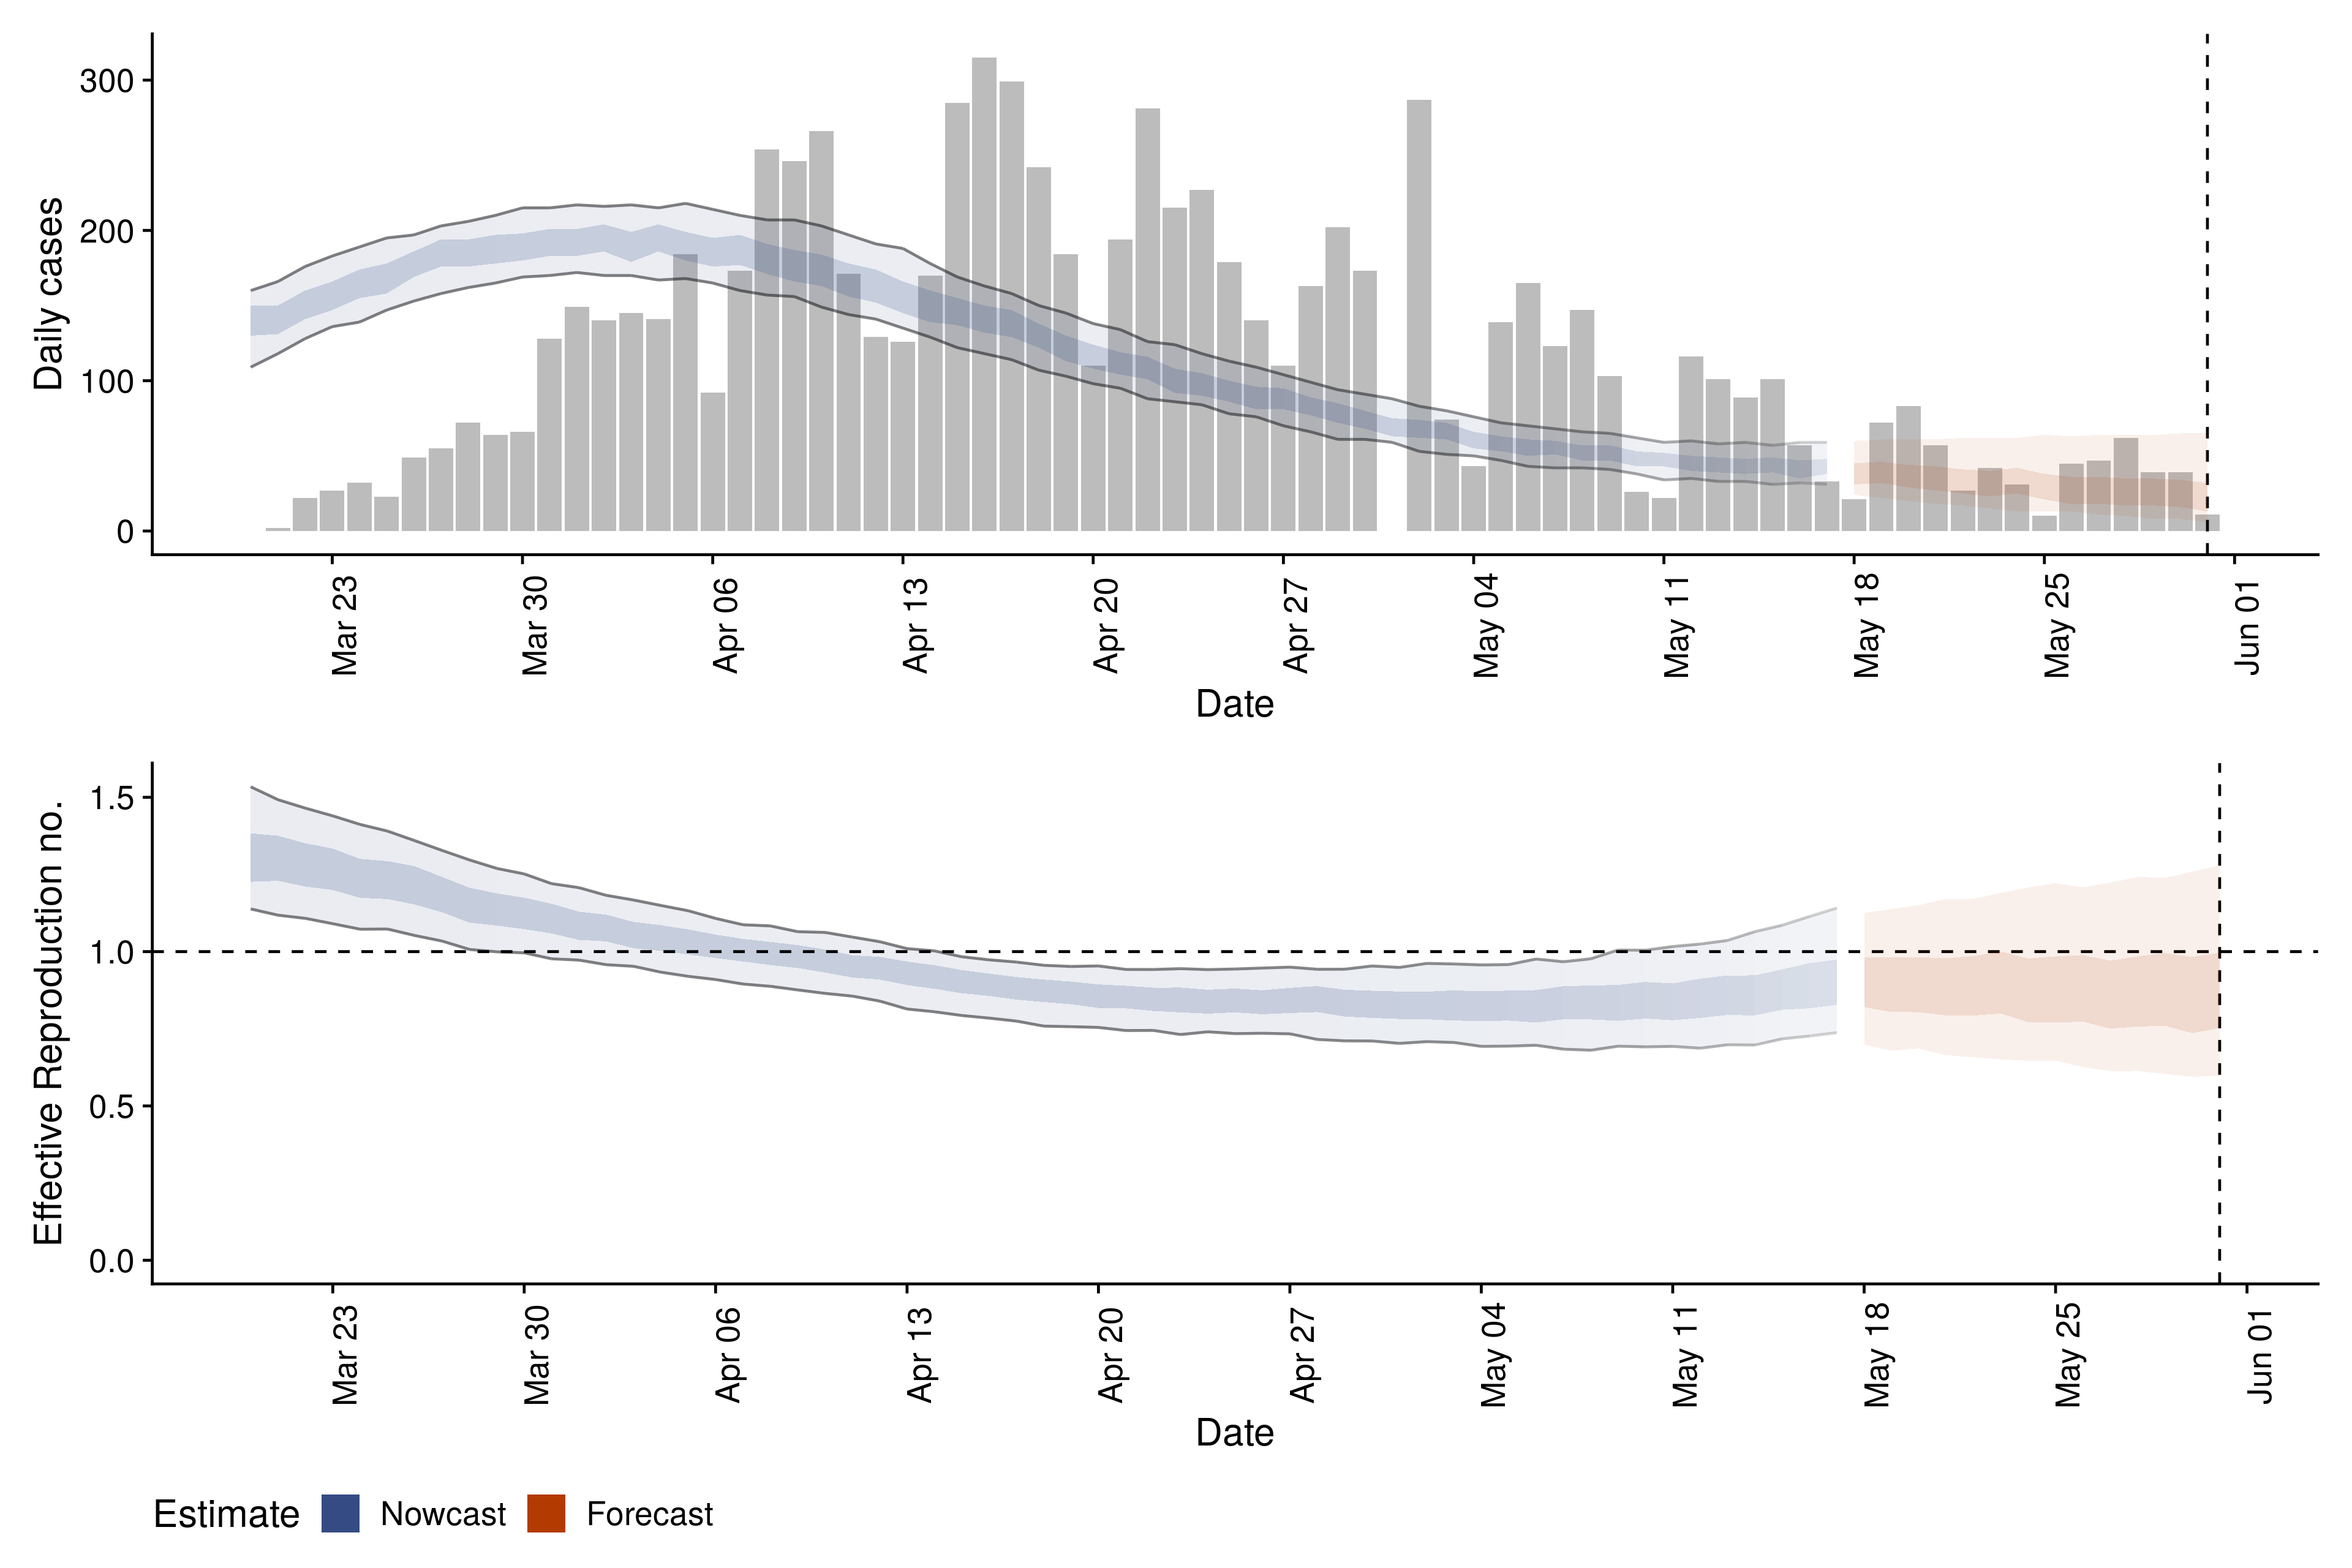 Daily cases
300
200
100
0
Mar 23
Mar 30
Apr 06
Apr 13
Apr 20
Apr 27
May 04
May 11
May 18
May 25
Jun 01
Date
Effective Reproduction no.
1.5
1.0
0.5
0.0
Mar 23
Mar 30
Apr 06
Apr 13
Apr 20
Apr 27
May 04
May 11
May 18
May 25
Jun 01
Date
Estimate Nowcast Forecast